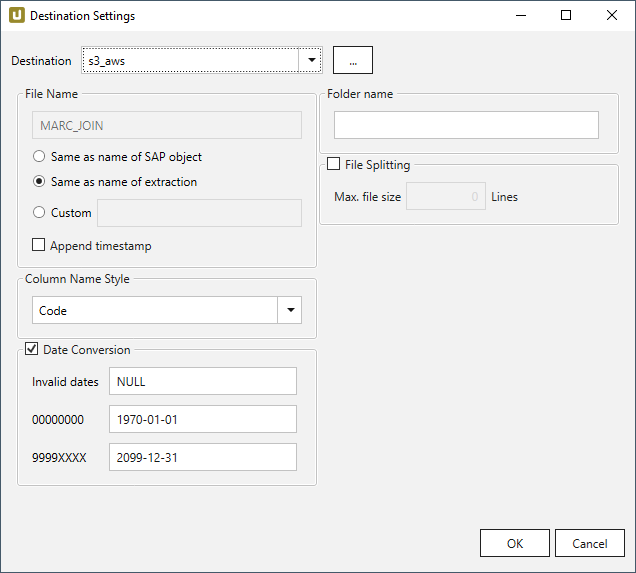 Destination Settings
Destination s3_aws ...
File Name
MARC_JOIN
Same as name of SAP object
Same as name of extraction
Custom
Append timestamp
Column Name Style
Code
Date Conversion
Invalid dates NULL
00000000 1970-01-01
9999XXXX 2099-12-31
Folder name
File Splitting
Max. file size 0 Lines
OK Cancel